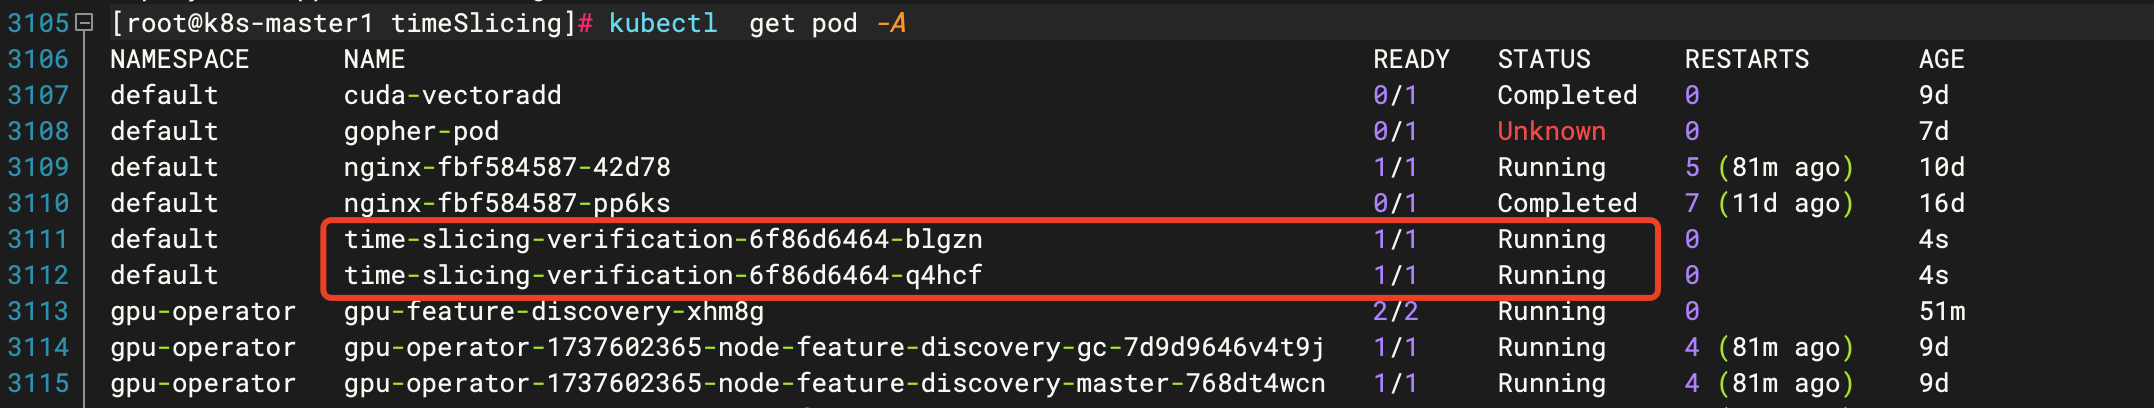 3105 [root@k8s-master1 timeSlicing]# kubectl  get pod -A
3106 NAMESPACE NAME READY STATUS RESTARTS AGE
3107 default cuda-vectoradd 0/1 Completed 0 9d
3108 default gopher-pod 0/1 Unknown 0 7d
3109 default nginx-fbf584587-42d78 1/1 Running 5 (81m ago) 10d
3110 default nginx-fbf584587-pp6ks 0/1 Completed 7 (11d ago) 16d
3111 default time-slicing-verification-6f86d6464-blgzn 1/1 Running 0 4s
3112 default time-slicing-verification-6f86d6464-q4hcf 1/1 Running 0 4s
3113 gpu-operator gpu-feature-discovery-xhm8g 2/2 Running 0 51m
3114 gpu-operator gpu-operator-1737602365-node-feature-discovery-gc-7d9d9646v4t9j 1/1 Running 4 (81m ago) 9d
3115 gpu-operator gpu-operator-1737602365-node-feature-discovery-master-768dt4wcn 1/1 Running 4 (81m ago) 9d